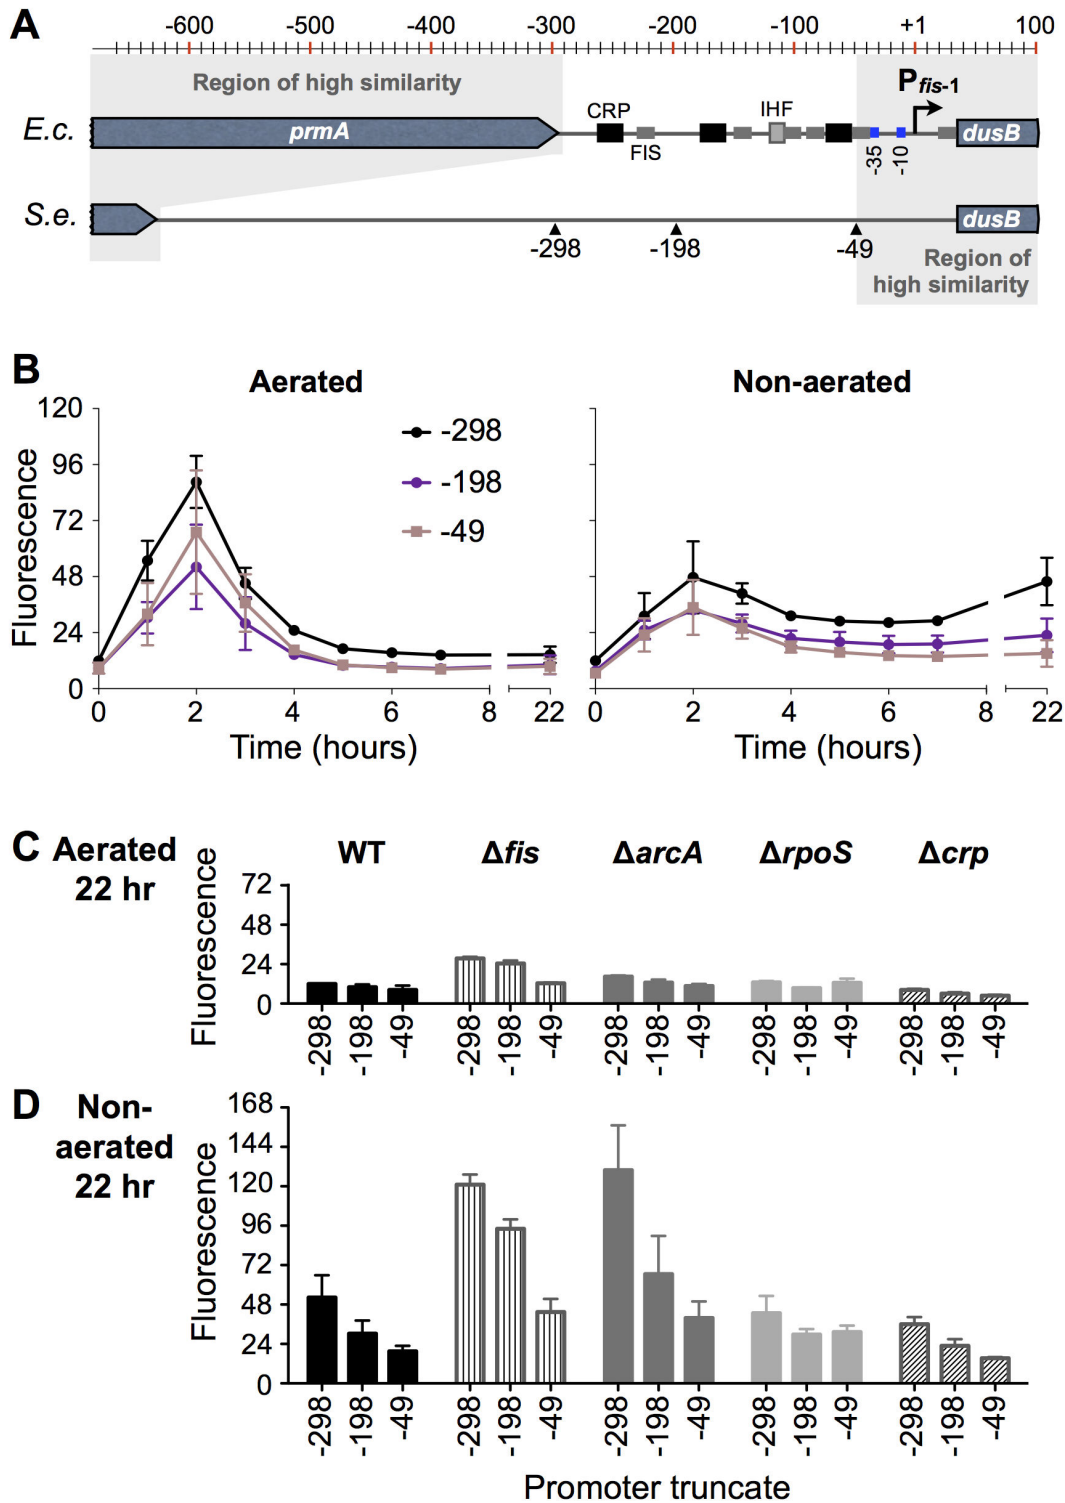 A
-600 -500 -400 -300 -200 -100 +1 100
Region of high similarity
Pfis-1
E.c. prmA CRP FIS IHF -35 -10 dusB
S.e. -298 -198 -49 dusB
Region of
high similarity
B
Aerated
Non-aerated
Fluorescence
120
96
72
48
24
0
-298
-198
-49
0 2 4 6 8 22
0 2 4 6 8 22
Time (hours)
Time (hours)
C
Aerated
22 hr
WT Δfis ΔarcA ΔrpoS Δcrp
Fluorescence
72
48
24
0
-298 -198 -49 -298 -198 -49 -298 -198 -49 -298 -198 -49 -298 -198 -49
D
Non-
aerated
22 hr
Fluorescence
168
144
120
96
72
48
24
0
-298 -198 -49 -298 -198 -49 -298 -198 -49 -298 -198 -49 -298 -198 -49
Promoter truncate